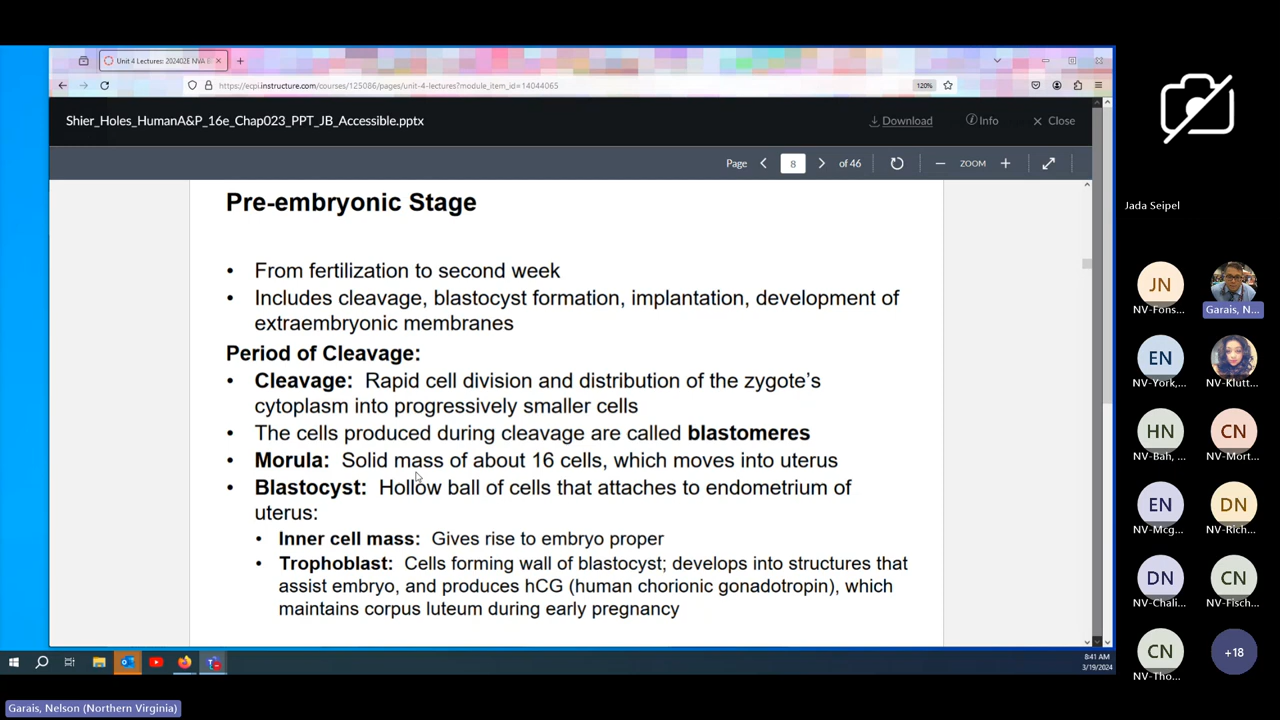 Unit 4 Lectures: 202402E NVA
https://ecpi.instructure.com/courses/125086/pages/unit-4-lectures?module_item_id=14044065
120%
Shier_Holes_HumanA&P_16e_Chap023_PPT_JB_Accessible.pptx
Download
Info
Close
Page
8
of 46
ZOOM
Pre-embryonic Stage
• From fertilization to second week
• Includes cleavage, blastocyst formation, implantation, development of
extraembryonic membranes
Period of Cleavage:
• Cleavage: Rapid cell division and distribution of the zygote’s
cytoplasm into progressively smaller cells
• The cells produced during cleavage are called blastomeres
• Morula: Solid mass of about 16 cells, which moves into uterus
• Blastocyst: Hollow ball of cells that attaches to endometrium of
uterus:
• Inner cell mass: Gives rise to embryo proper
• Trophoblast: Cells forming wall of blastocyst; develops into structures that
assist embryo, and produces hCG (human chorionic gonadotropin), which
maintains corpus luteum during early pregnancy
8:41 AM
3/19/2024
Garais, Nelson (Northern Virginia)
Jada Seipel
JN
NV-Fons...
Garais, N...
EN
NV-York,...
NV-Klutt...
HN
NV-Bah, ...
CN
NV-Mort...
EN
NV-Mcg...
DN
NV-Rich...
DN
NV-Chali...
CN
NV-Fisch...
CN
NV-Tho...
+18